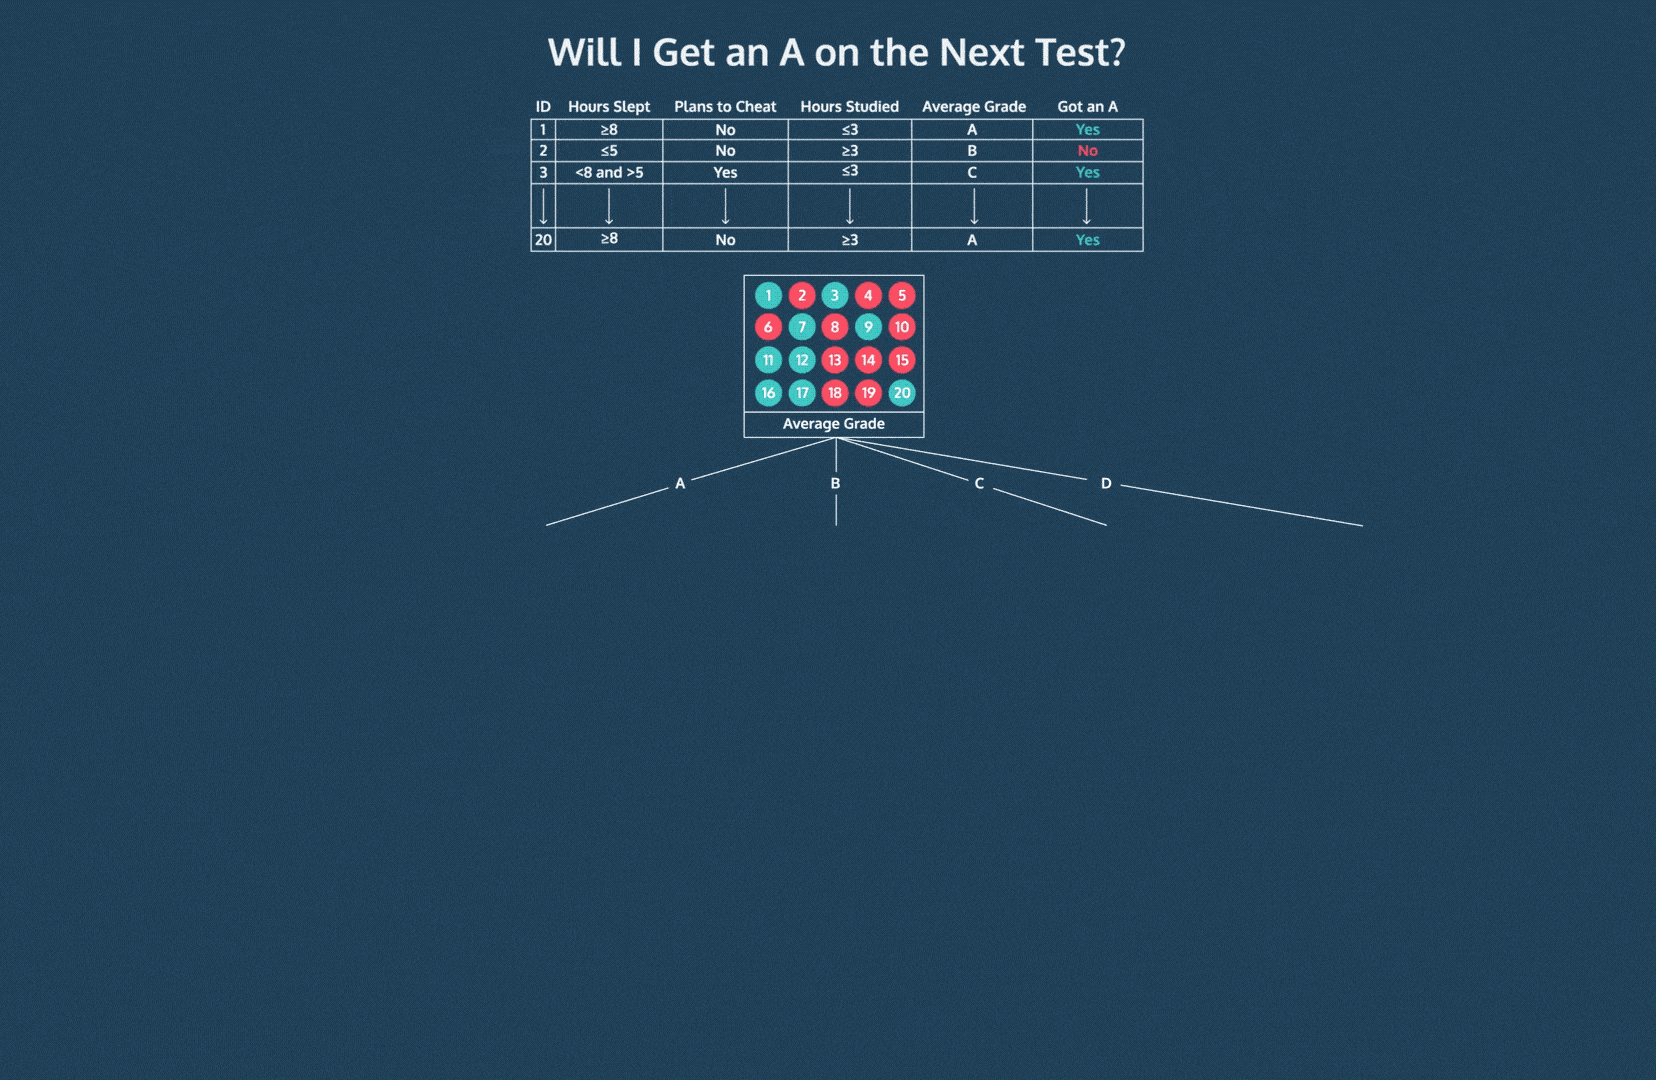 Will I Get an A on the Next Test?
ID Hours Slept Plans to Cheat Hours Studied Average Grade Got an A
1 ≥8 No ≤3 A Yes
2 ≤5 No ≥3 B No
3 <8 and >5 Yes ≤3 C Yes
20 ≥8 No ≥3 A Yes
1 2 3 4 5
6 7 8 9 10
11 12 13 14 15
16 17 18 19 20
Average Grade
A B C D